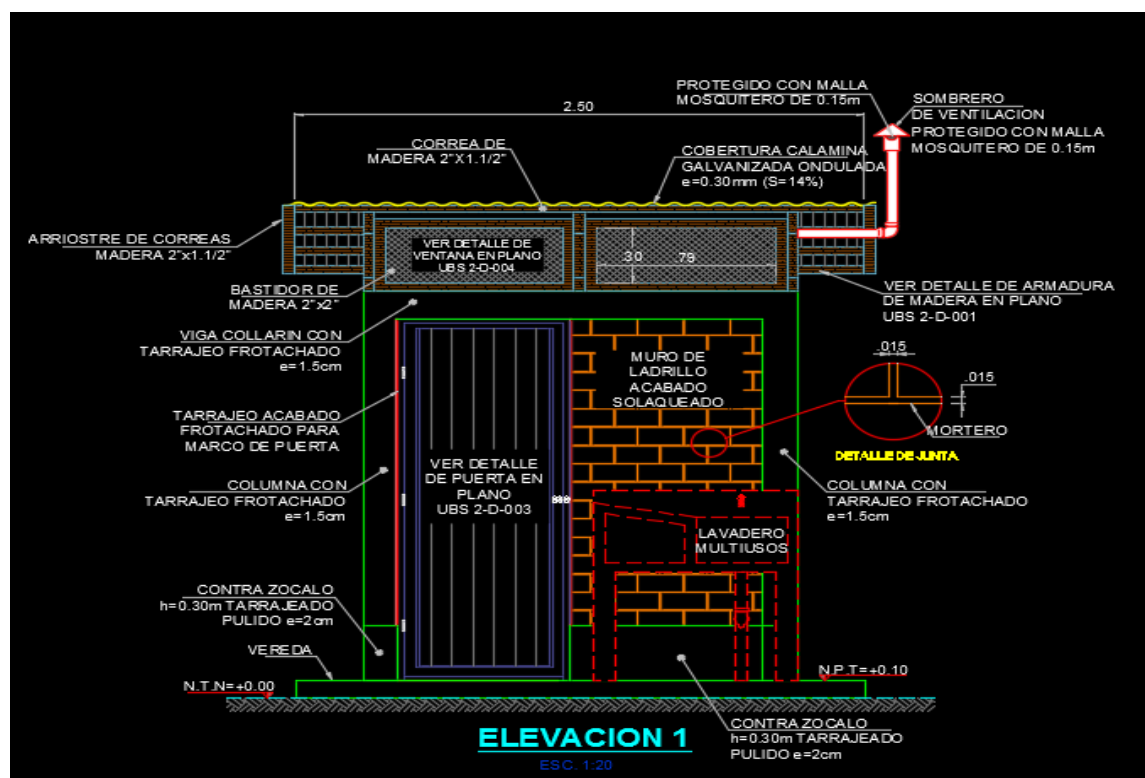 PROTEGIDO CON MALLA
MOSQUITERO DE 0.15m
SOMBRERO
DE VENTILACION
PROTEGIDO CON MALLA
MOSQUITERO DE 0.15m
2.50
CORREA DE
MADERA 2"X1.1/2"
COBERTURA CALAMINA
GALVANIZADA ONDULADA
e=0.30mm (S=14%)
ARRIOSTRE DE CORREAS
MADERA 2"x1.1/2"
VER DETALLE DE
VENTANA EN PLANO
UBS 2-D-004
30
79
BASTIDOR DE
MADERA 2"x2"
VER DETALLE DE ARMADURA
DE MADERA EN PLANO
UBS 2-D-001
VIGA COLLARIN CON
TARRAJEO FROTACHADO
e=1.5cm
MURO DE
LADRILLO
ACABADO
SOLAQUEADO
.015
.015
MORTERO
DETALLE DE JUNTA
TARRAJEO ACABADO
FROTACHADO PARA
MARCO DE PUERTA
VER DETALLE
DE PUERTA EN
PLANO
UBS 2-D-003
COLUMNA CON
TARRAJEO FROTACHADO
e=1.5cm
COLUMNA CON
TARRAJEO FROTACHADO
e=1.5cm
LAVADERO
MULTIUSOS
CONTRA ZOCALO
h=0.30m TARRAJEADO
PULIDO e=2cm
VEREDA
N.T.N=+0.00
N.P.T=+0.10
CONTRA ZOCALO
h=0.30m TARRAJEADO
PULIDO e=2cm
ELEVACION 1
ESC. 1:20